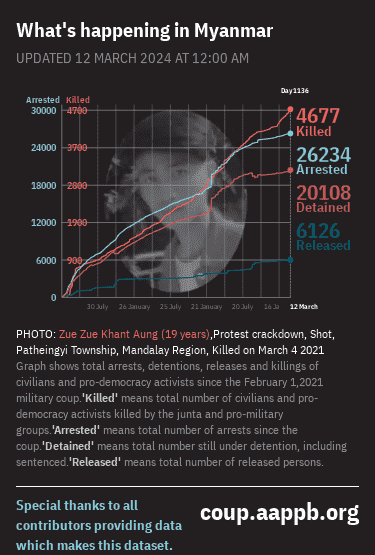 What's happening in Myanmar
UPDATED 12 MARCH 2024 AT 12:00 AM
Day1136
Arrested Killed
30000 4700
24000 3700
18000 2800
12000 1900
6000 900
0
4677
Killed
26234
Arrested
20108
Detained
6126
Released
30 July 26 January 25 July 21 January 20 July 16 Ja 12 March
PHOTO: Zue Zue Khant Aung (19 years),Protest crackdown, Shot,
Patheingyi Township, Mandalay Region, Killed on March 4 2021
Graph shows total arrests, detentions, releases and killings of
civilians and pro-democracy activists since the February 1,2021
military coup.'Killed' means total number of civilians and pro-
democracy activists killed by the junta and pro-military
groups.'Arrested' means total number of arrests since the
coup.'Detained' means total number still under detention, including
sentenced.'Released' means total number of released persons.
Special thanks to all
contributors providing data
which makes this dataset.
coup.aappb.org